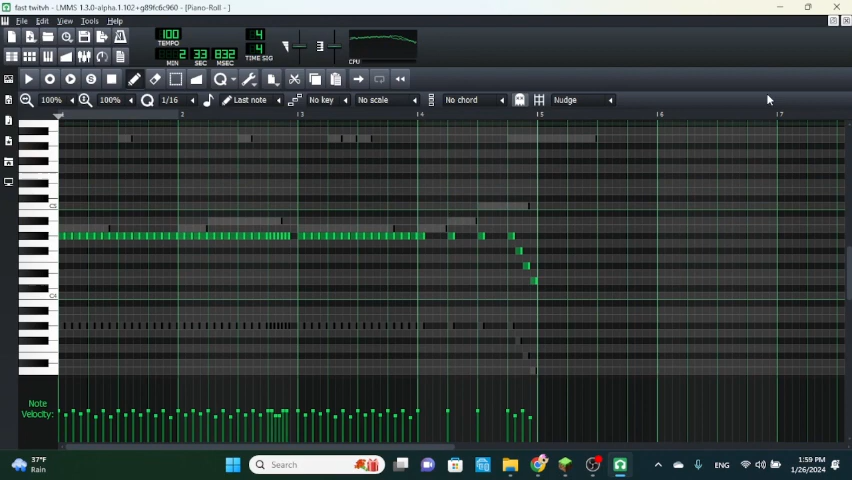 fast twitvh - LMMS 1.3.0-alpha.1.102+g89fc6c960 - [Piano-Roll - ]
File Edit View Tools Help
100
TEMPO
2 33 832
MIN SEC MSEC
4
4
TIME SIG
CPU
100% 100% 1/16 Last note No key No scale No chord Nudge
2 3 4 5 6 7
C5
C4
Note
Velocity:
37°F
Rain
Search
ENG
1:59 PM
1/26/2024